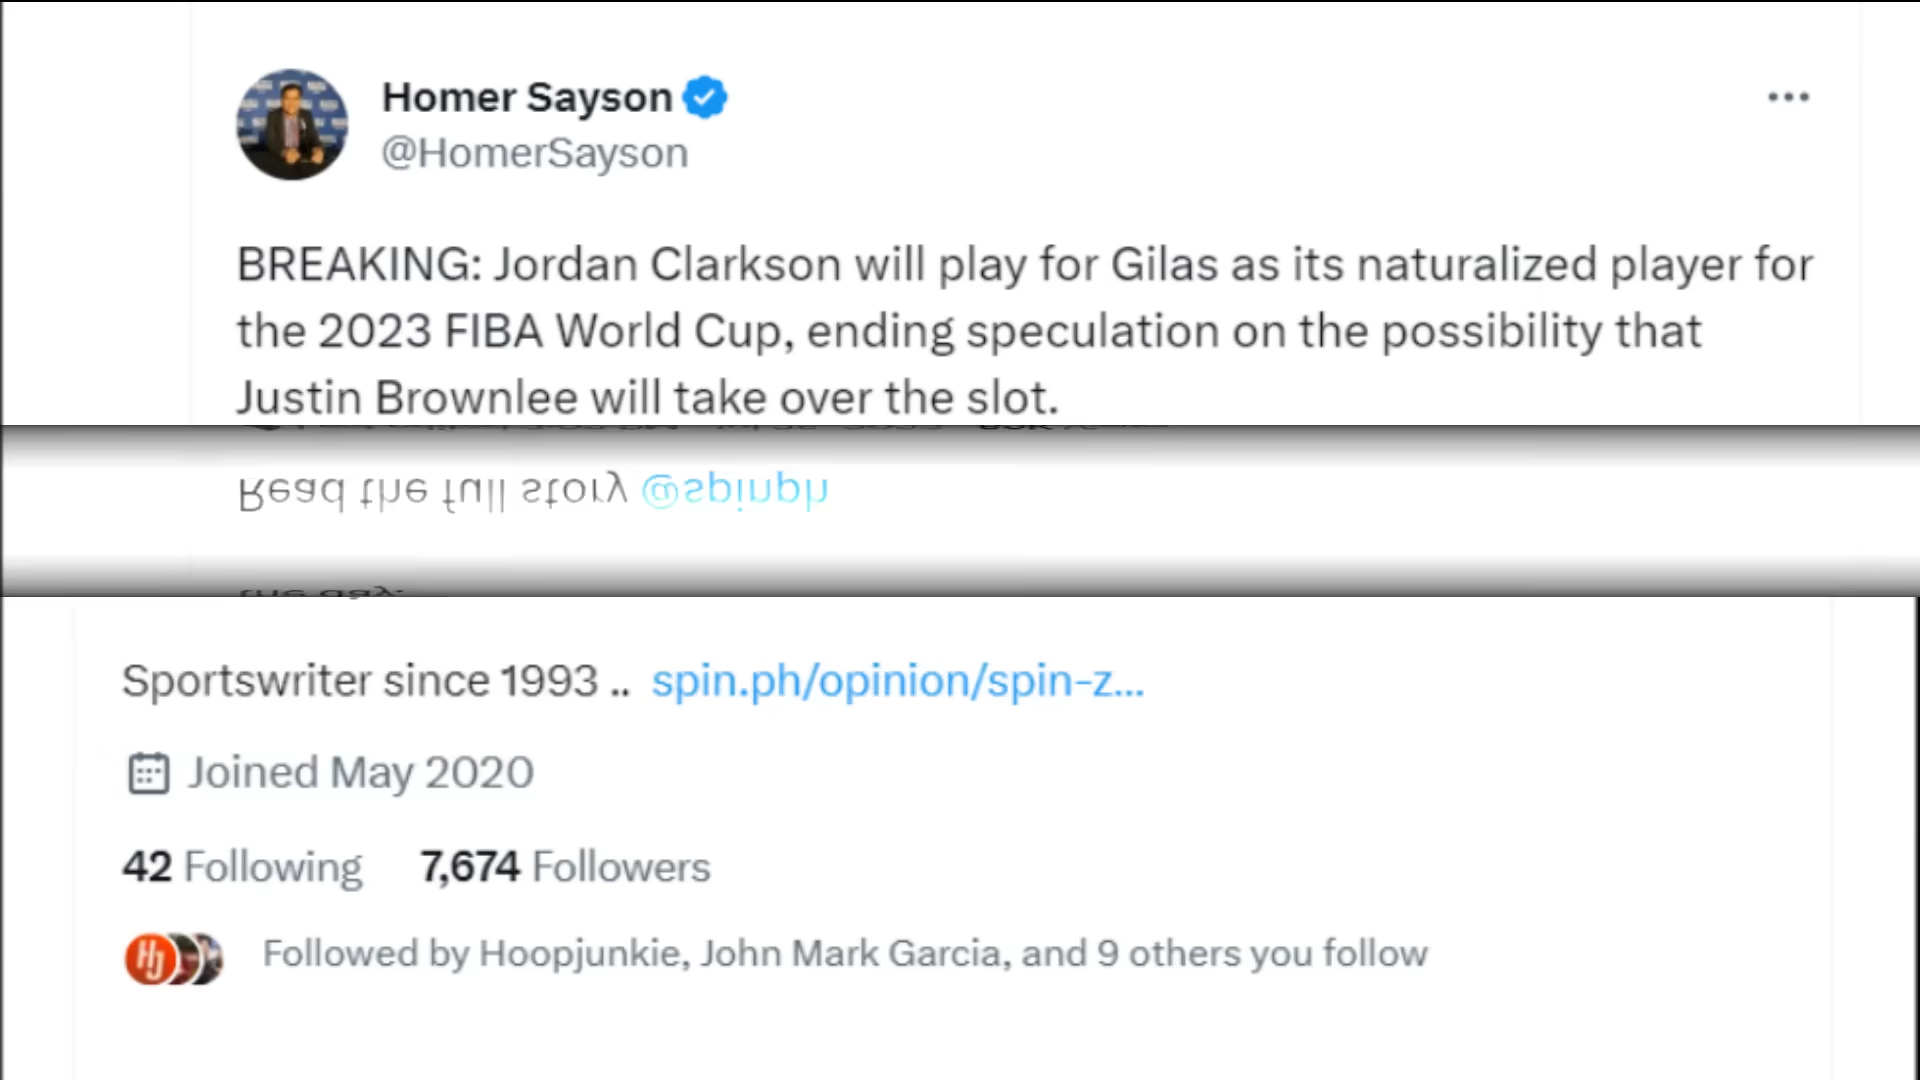 Homer Sayson
@HomerSayson
BREAKING: Jordan Clarkson will play for Gilas as its naturalized player for
the 2023 FIBA World Cup, ending speculation on the possibility that
Justin Brownlee will take over the slot.
Read the full story @spinph
the day.
Sportswriter since 1993 .. spin.ph/opinion/spin-z...
Joined May 2020
42 Following 7,674 Followers
HJ
Followed by Hoopjunkie, John Mark Garcia, and 9 others you follow